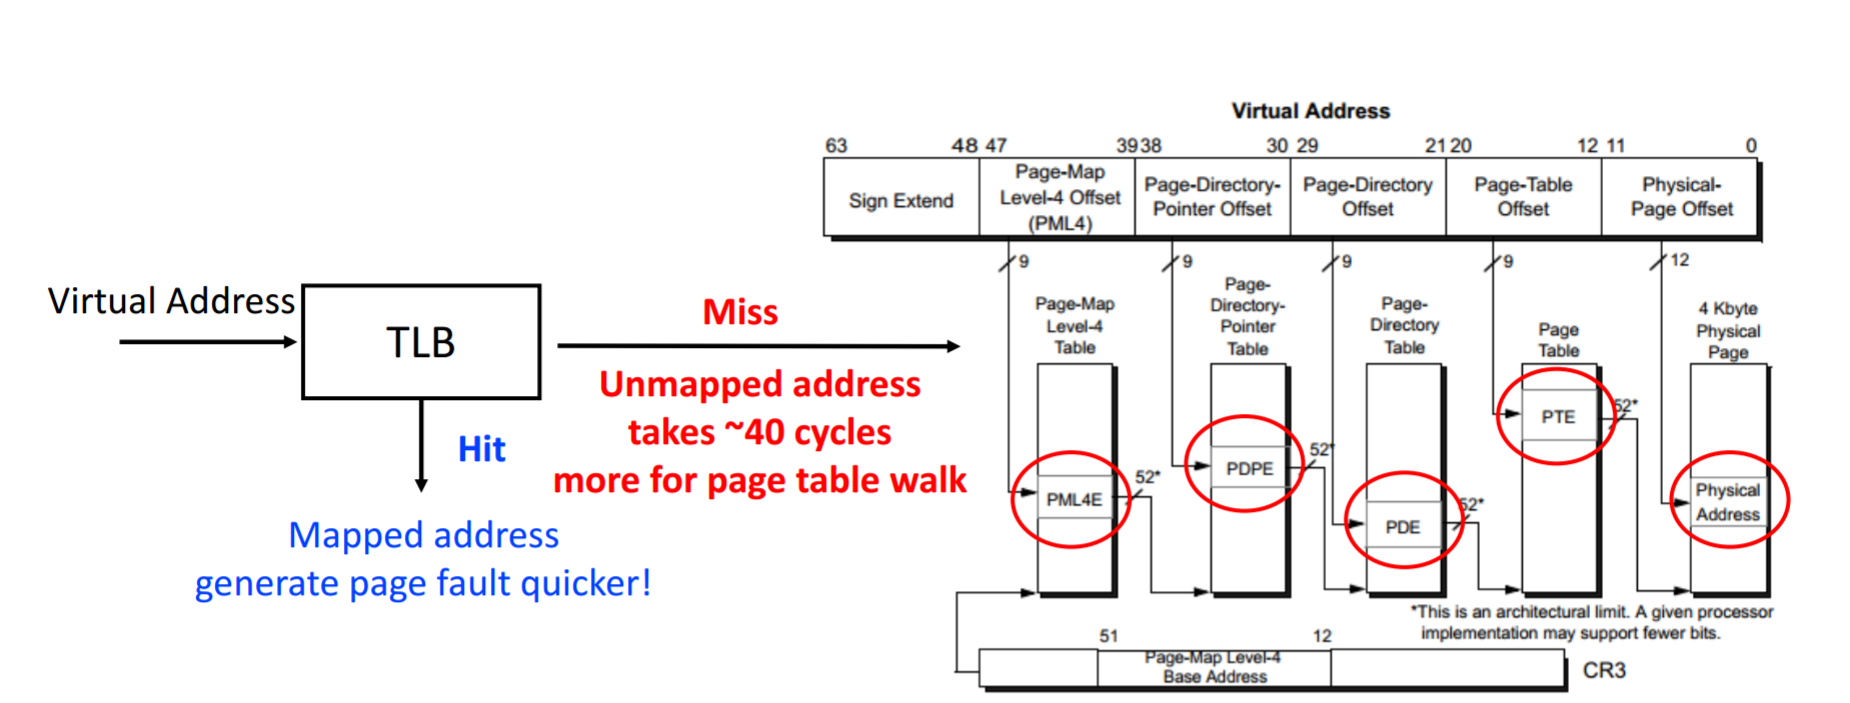 Virtual Address
63 48 47 39 38 30 29 21 20 12 11 0
Sign Extend
Page-Map
Level-4 Offset
(PML4)
Page-Directory-
Pointer Offset
Page-Directory
Offset
Page-Table
Offset
Physical-
Page Offset
9 9 9 9 12
Virtual Address
TLB
Miss
Unmapped address
takes ~40 cycles
more for page table walk
Hit
Mapped address
generate page fault quicker!
Page-Map
Level-4
Table
Page-
Directory-
Pointer
Table
Page-
Directory
Table
Page
Table
4 Kbyte
Physical
Page
PML4E
52*
PDPE
52*
PDE
52*
PTE
52*
Physical
Address
*This is an architectural limit. A given processor
implementation may support fewer bits.
51 12
Page-Map Level-4
Base Address
CR3